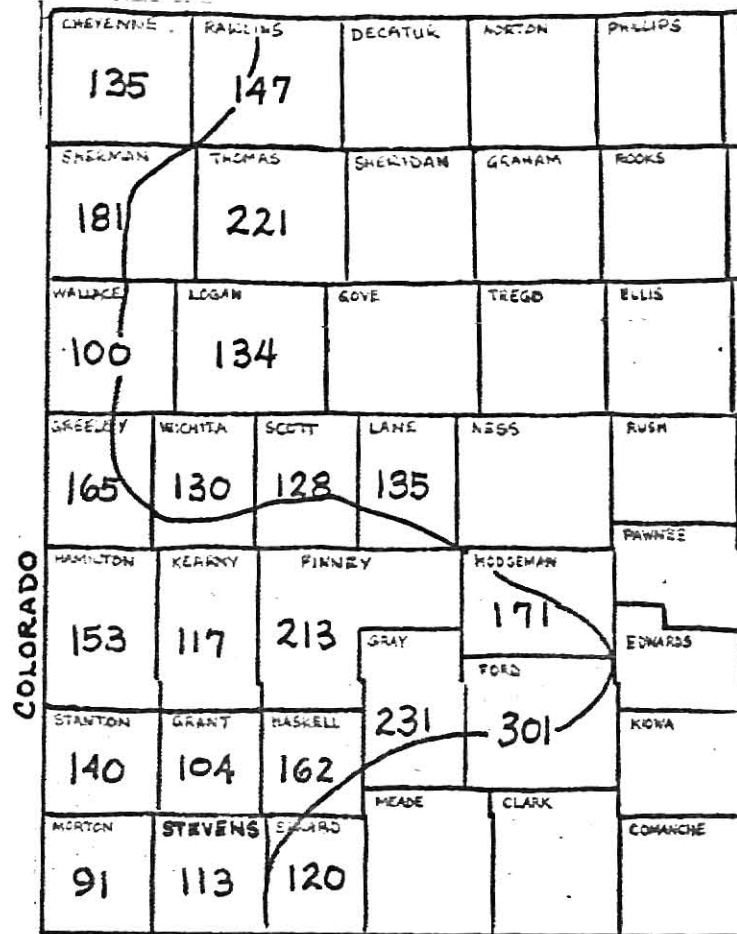 CHEYENNE RAWLINS DECATUR NORTON PHILLIPS
135 147
SHERMAN THOMAS SHERIDAN GRAHAM ROOKS
181 221
WALLACE LOGAN GOVE TREGO ELLIS
100 134
GREELEY WICHITA SCOTT LANE NESS RUSH
165 130 128 135
PAWNEE
HAMILTON KEARNY FINNEY HODGEMAN
153 117 213 171
GRAY EDWARDS
FORD
COLORADO
STANTON GRANT HASKELL 231 301 KIOWA
140 104 162
MEADE CLARK
MORTON STEVENS SEWARD COMANCHE
91 113 120